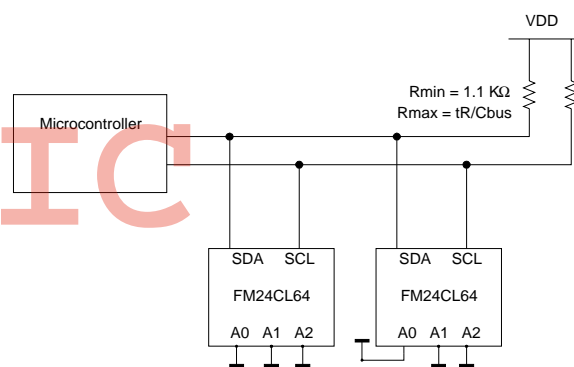 VDD
Rmin = 1.1 KΩ
Rmax = tR/Cbus
Microcontroller
IC
SDA SCL
FM24CL64
A0 A1 A2
SDA SCL
FM24CL64
A0 A1 A2